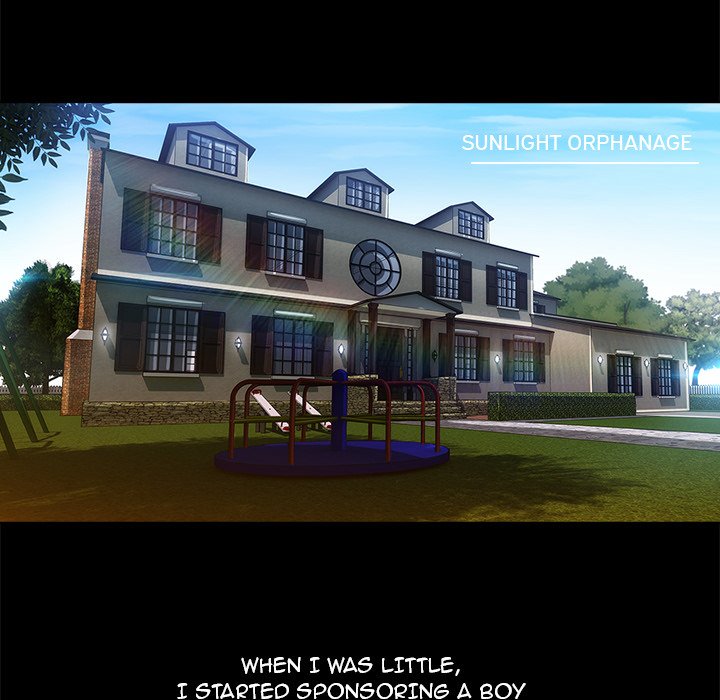 SUNLIGHT ORPHANAGE
WHEN I WAS LITTLE,
I STARTED SPONSORING A BOY